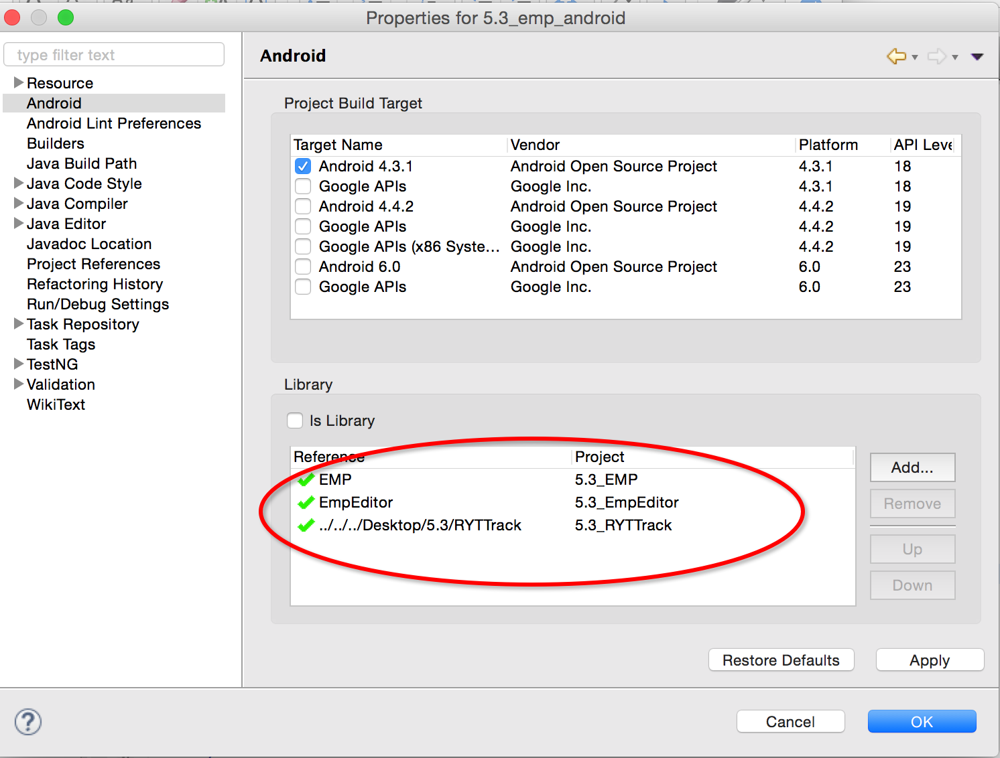 Properties for 5.3_emp_android
type filter text
Resource
Android
Android Lint Preferences
Builders
Java Build Path
Java Code Style
Java Compiler
Java Editor
Javadoc Location
Project References
Refactoring History
Run/Debug Settings
Task Repository
Task Tags
TestNG
Validation
WikiText
Android
Project Build Target
Target Name Vendor Platform API Leve
Android 4.3.1 Android Open Source Project 4.3.1 18
Google APIs Google Inc. 4.3.1 18
Android 4.4.2 Android Open Source Project 4.4.2 19
Google APIs Google Inc. 4.4.2 19
Google APIs (x86 Syste... Google Inc. 4.4.2 19
Android 6.0 Android Open Source Project 6.0 23
Google APIs Google Inc. 6.0 23
Library
Is Library
Reference Project
EMP 5.3_EMP
EmpEditor 5.3_EmpEditor
../../../Desktop/5.3/RYTTrack 5.3_RYTTrack
Add...
Remove
Up
Down
Restore Defaults Apply
? Cancel OK